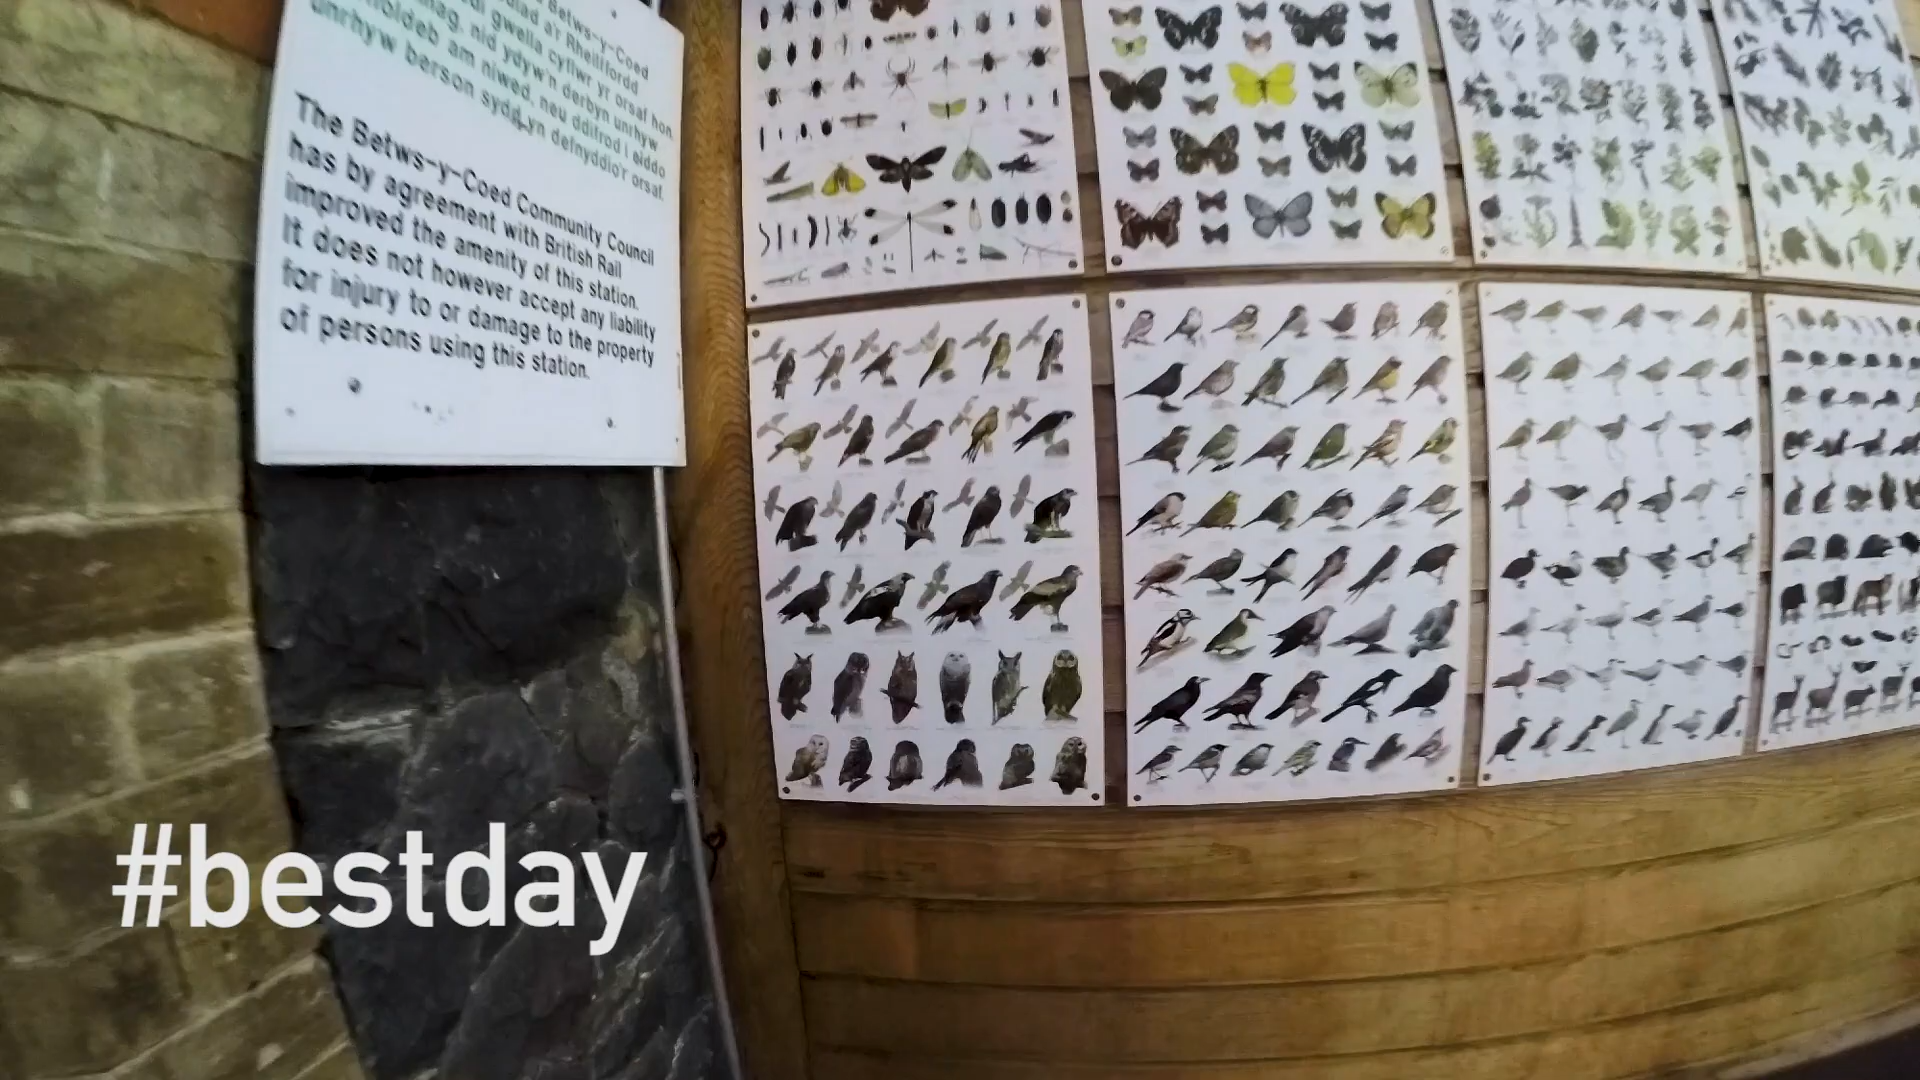 Betws-y-Coed
a'r Rheilffordd
gwella cyflwr yr orsaf hon.
nid ydyw'n derbyn unrhyw
am niwed, neu ddifrod i eiddo
unrhyw berson sydd yn defnyddio'r orsaf.
The Betws-y-Coed Community Council
has by agreement with British Rail
improved the amenity of this station.
It does not however accept any liability
for injury to or damage to the property
of persons using this station.
#bestday